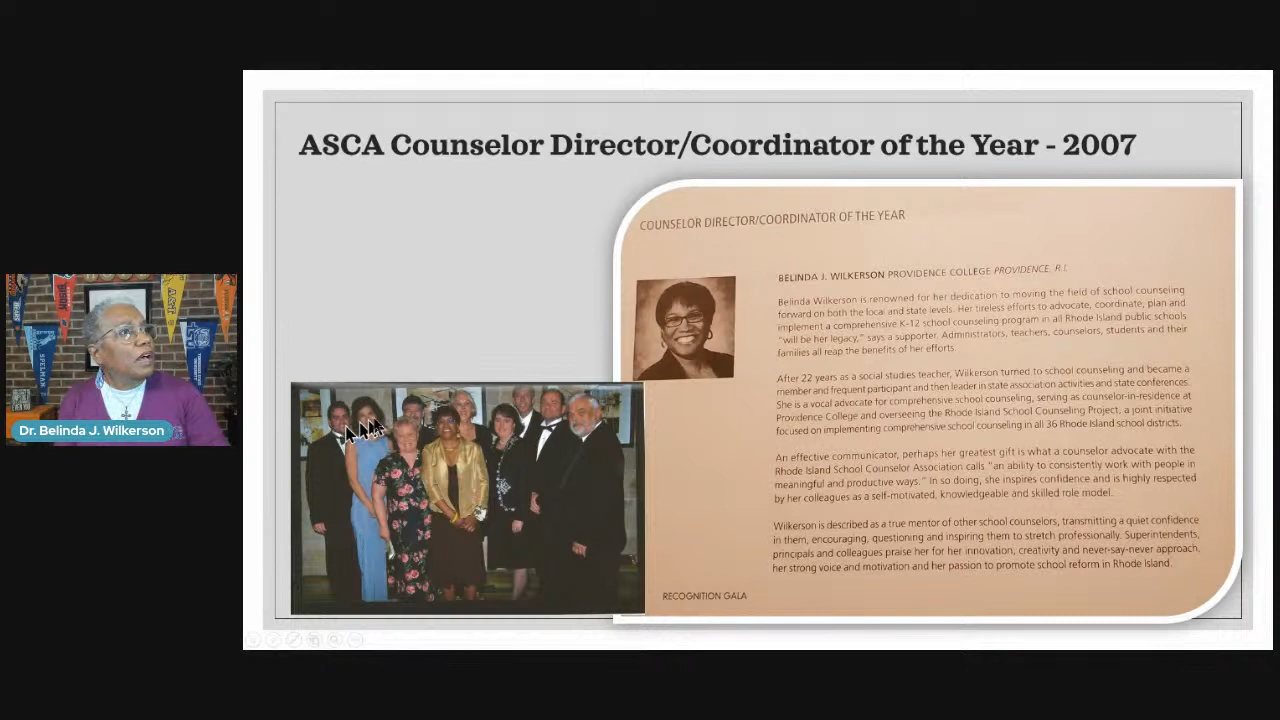 ASCA Counselor Director/Coordinator of the Year - 2007
COUNSELOR DIRECTOR/COORDINATOR OF THE YEAR
BELINDA J. WILKERSON PROVIDENCE COLLEGE PROVIDENCE, R.I.
Belinda Wilkerson is renowned for her dedication to moving the field of school counseling
forward on both the local and state levels. Her tireless efforts to advocate, coordinate, plan and
implement a comprehensive K-12 school counseling program in all Rhode Island public schools
"will be her legacy," says a supporter. Administrators, teachers, counselors, students and their
families all reap the benefits of her efforts.
After 22 years as a social studies teacher, Wilkerson turned to school counseling and became a
member and frequent participant and then leader in state association activities and state conferences.
She is a vocal advocate for comprehensive school counseling, serving as counselor-in-residence at
Providence College and overseeing the Rhode Island School Counseling Project, a joint initiative
focused on implementing comprehensive school counseling in all 36 Rhode Island school districts.
An effective communicator, perhaps her greatest gift is what a counselor advocate with the
Rhode Island School Counselor Association calls "an ability to consistently work with people in
meaningful and productive ways." In so doing, she inspires confidence and is highly respected
by her colleagues as a self-motivated, knowledgeable and skilled role model.
Wilkerson is described as a true mentor of other school counselors, transmitting a quiet confidence
in them, encouraging, questioning and inspiring them to stretch professionally. Superintendents,
principals and colleagues praise her for her innovation, creativity and never-say-never approach,
her strong voice and motivation and her passion to promote school reform in Rhode Island.
RECOGNITION GALA
SPELMAN
Dr. Belinda J. Wilkerson